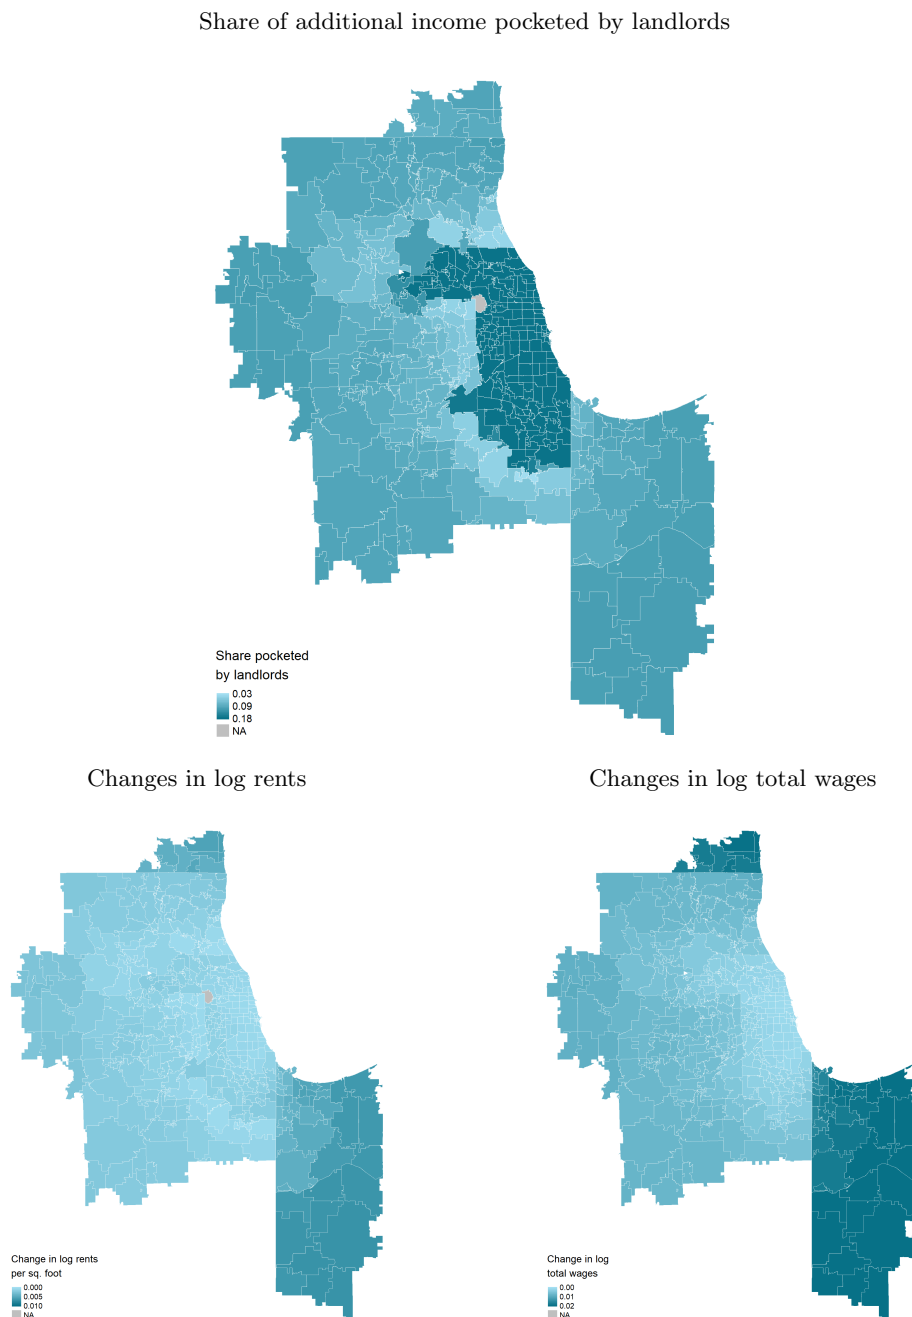 Share of additional income pocketed by landlords
Share pocketed
by landlords
0.03
0.09
0.18
NA
Changes in log rents
Change in log rents
per sq. foot
0.000
0.005
0.010
NA
Changes in log total wages
Change in log
total wages
0.00
0.01
0.02
NA